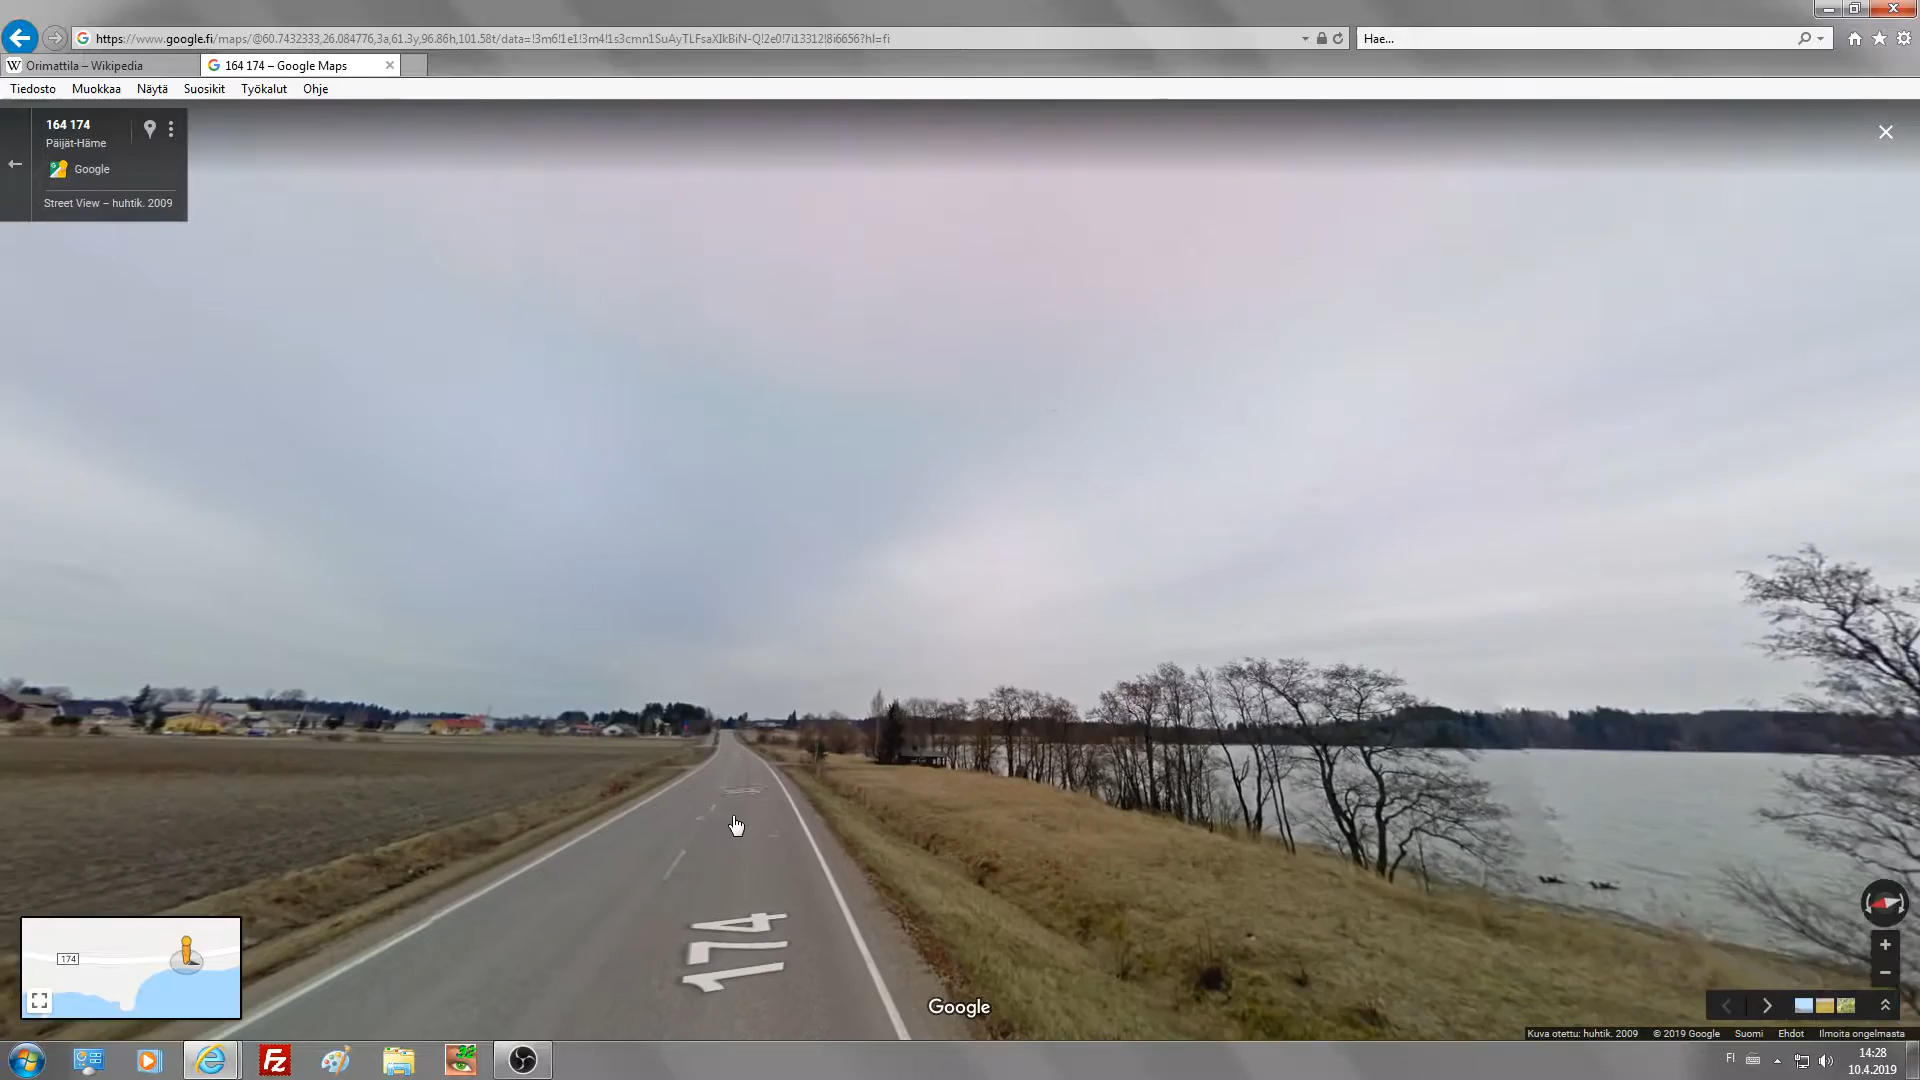 https://www.google.fi/maps/@60.7432333,26.084776,3a,61.3y,96.86h,101.58t/data=!3m6!1e1!3m4!1s3cmn1SuAyTLFsaXIkBiN-Q!2e0!7i13312!8i6656?hl=fi
Hae...
W Orimattila – Wikipedia
164 174 – Google Maps
Tiedosto Muokkaa Näytä Suosikit Työkalut Ohje
164 174
Päijät-Häme
Google
Street View – huhtik. 2009
174
174
Google
Kuva otettu: huhtik. 2009 © 2019 Google Suomi Ehdot Ilmoita ongelmasta
Fz
32
FI
14:28
10.4.2019